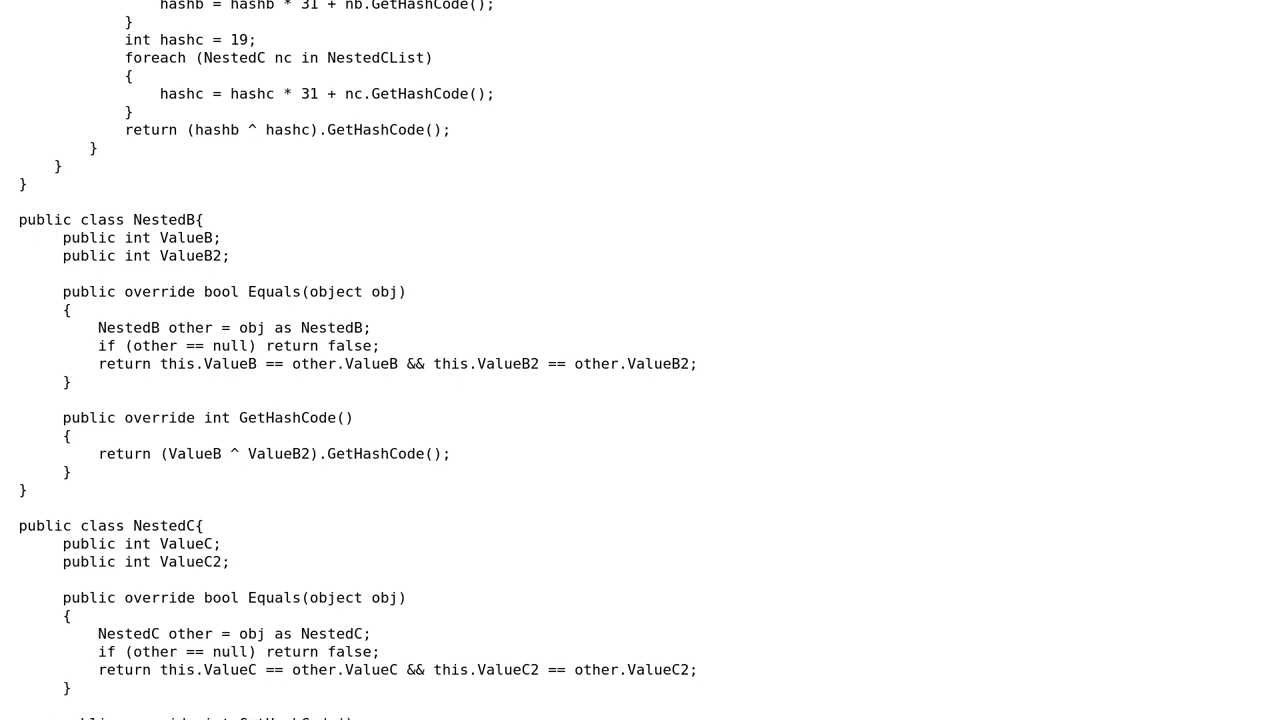 hashb = hashb * 31 + nb.GetHashCode();
}
int hashc = 19;
foreach (NestedC nc in NestedCList)
{
hashc = hashc * 31 + nc.GetHashCode();
}
return (hashb ^ hashc).GetHashCode();
}
}
}
public class NestedB{
public int ValueB;
public int ValueB2;
public override bool Equals(object obj)
{
NestedB other = obj as NestedB;
if (other == null) return false;
return this.ValueB == other.ValueB && this.ValueB2 == other.ValueB2;
}
public override int GetHashCode()
{
return (ValueB ^ ValueB2).GetHashCode();
}
}
public class NestedC{
public int ValueC;
public int ValueC2;
public override bool Equals(object obj)
{
NestedC other = obj as NestedC;
if (other == null) return false;
return this.ValueC == other.ValueC && this.ValueC2 == other.ValueC2;
}
public override int GetHashCode()